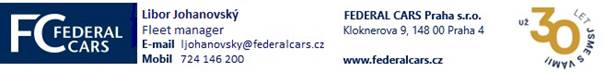 FC FEDERAL
CARS
Libor Johanovský
Fleet manager
E-mail ljohanovsky@federalcars.cz
Mobil 724 146 200
FEDERAL CARS Praha s.r.o.
Kloknerova 9, 148 00 Praha 4
www.federalcars.cz
UŽ 30 LET
JSME S VÁMI!